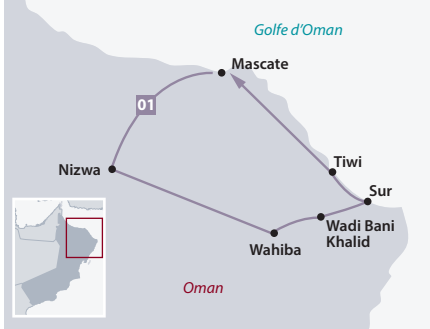 Golfe d'Oman
Mascate
01
Tiwi
Nizwa
Sur
Wadi Bani
Khalid
Wahiba
Oman